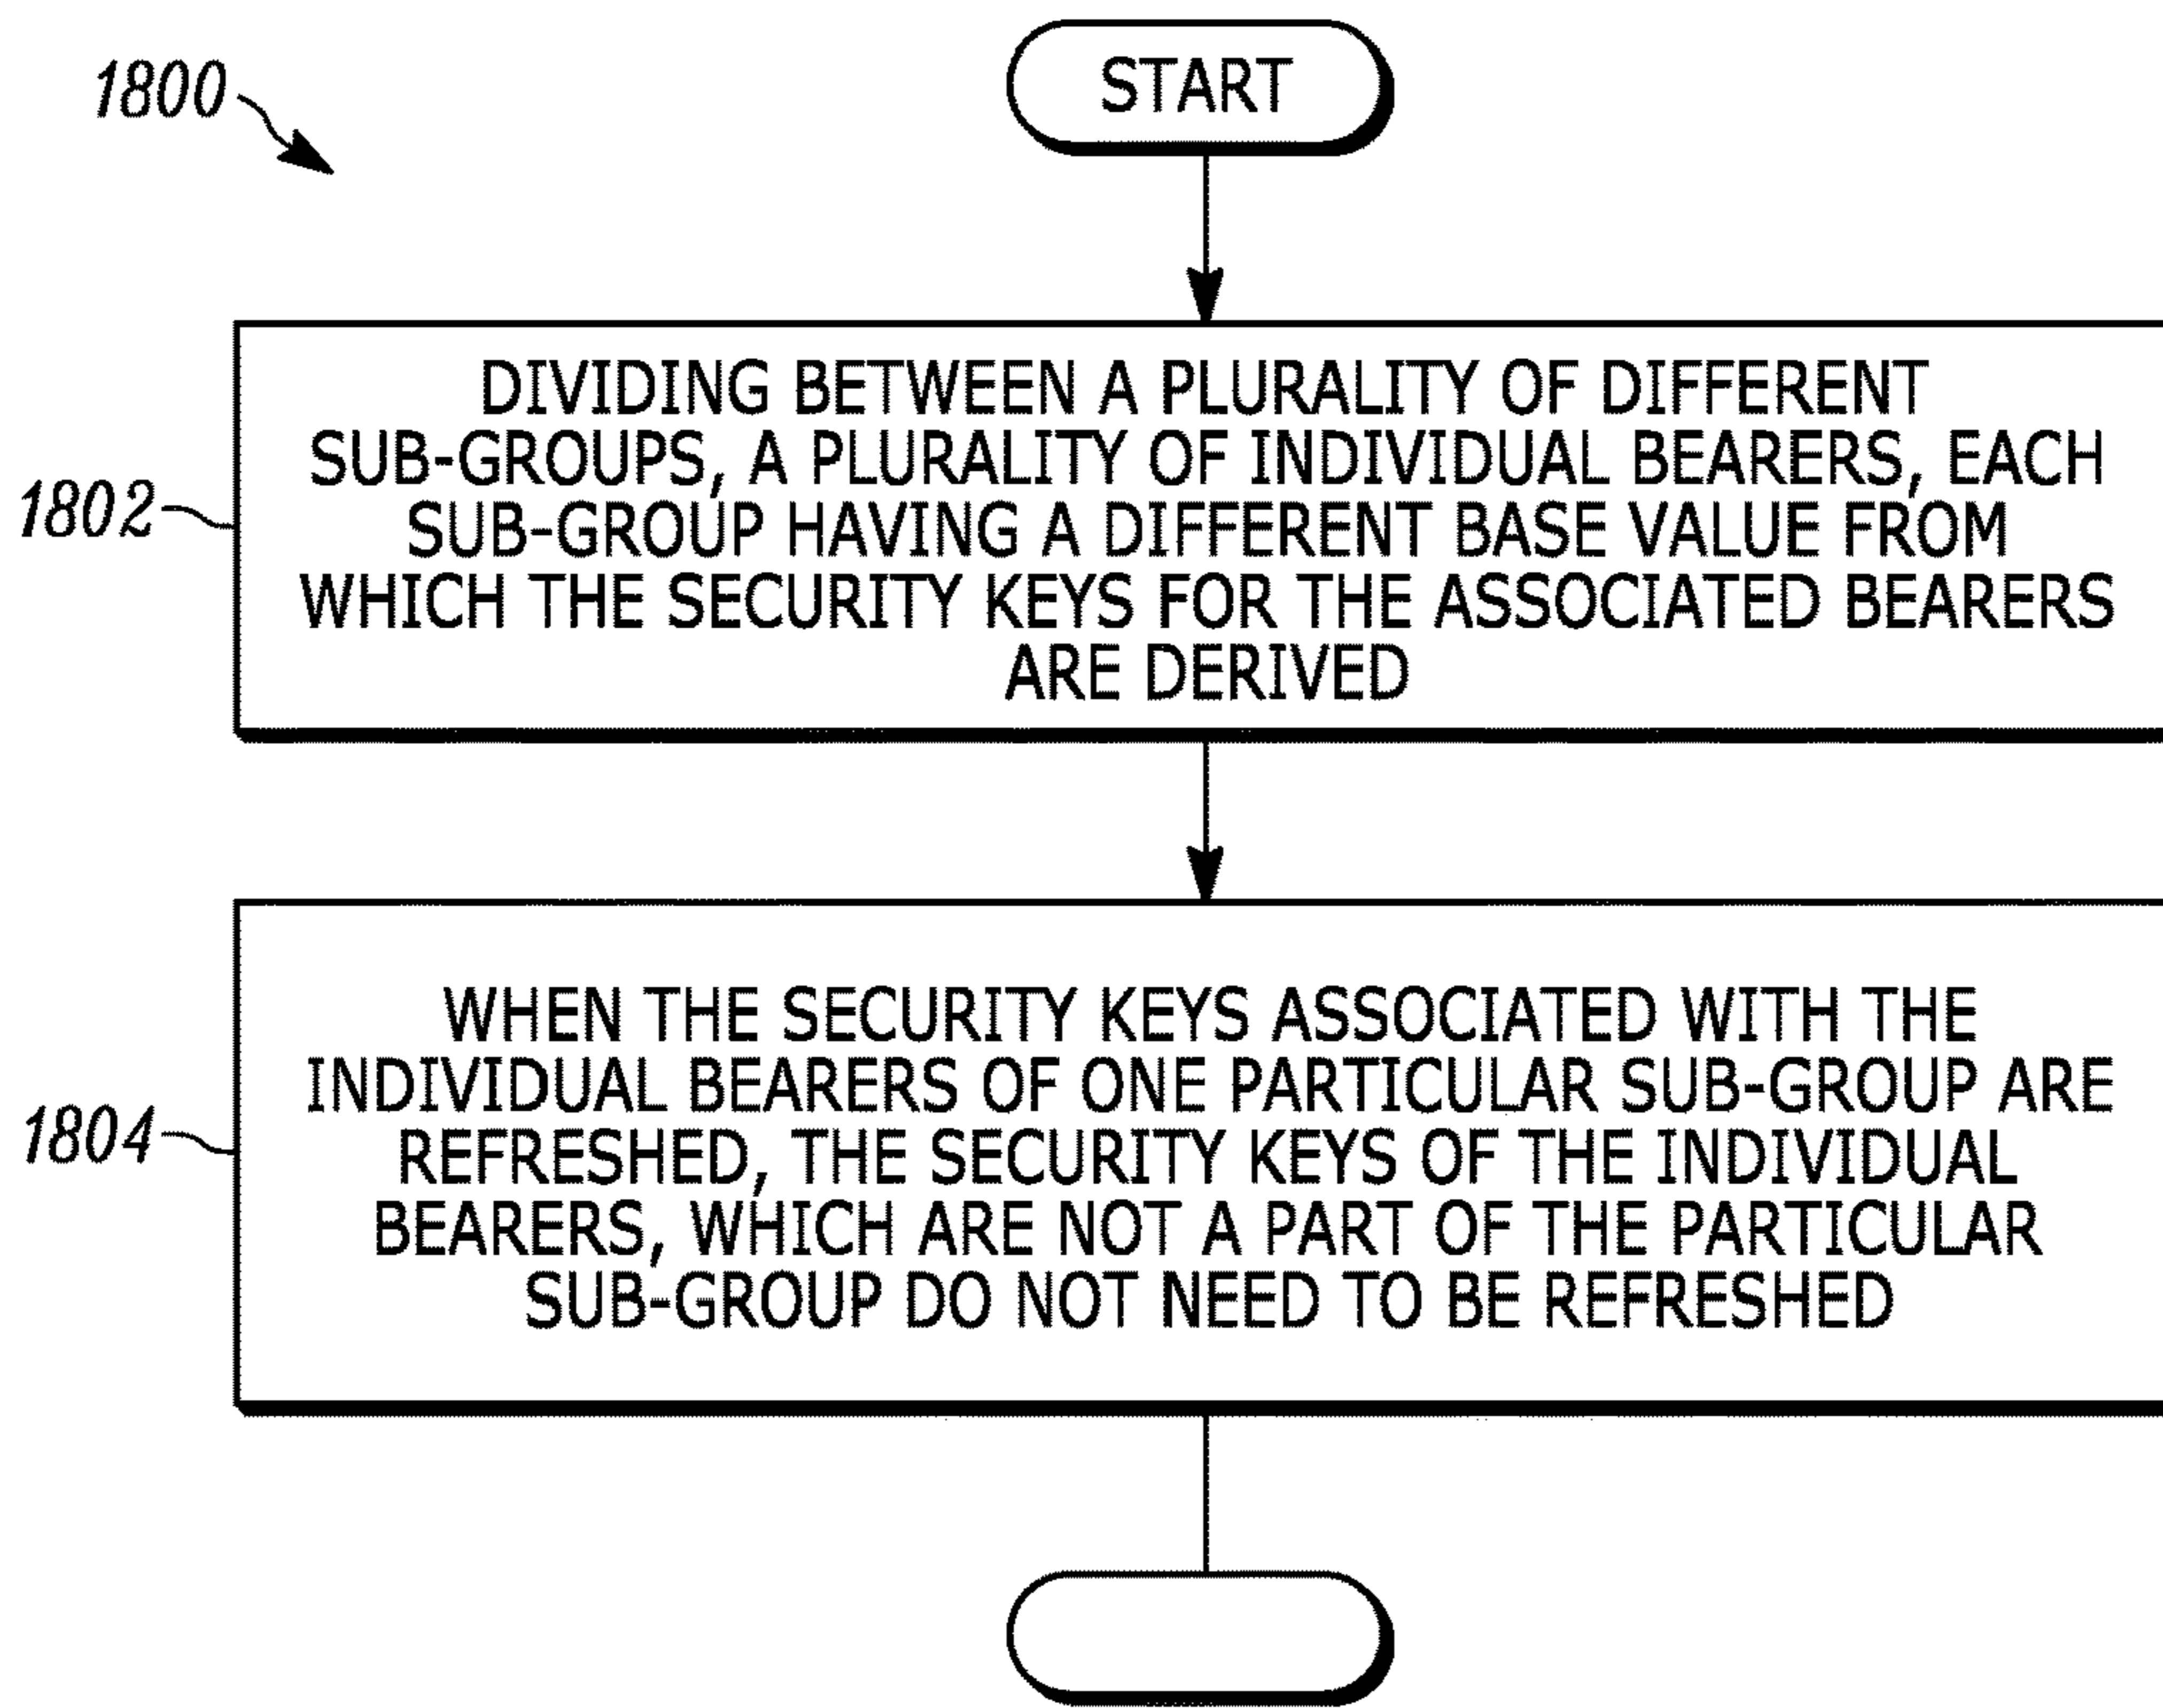 1800
START
1802
DIVIDING BETWEEN A PLURALITY OF DIFFERENT
SUB-GROUPS, A PLURALITY OF INDIVIDUAL BEARERS, EACH
SUB-GROUP HAVING A DIFFERENT BASE VALUE FROM
WHICH THE SECURITY KEYS FOR THE ASSOCIATED BEARERS
ARE DERIVED
1804
WHEN THE SECURITY KEYS ASSOCIATED WITH THE
INDIVIDUAL BEARERS OF ONE PARTICULAR SUB-GROUP ARE
REFRESHED, THE SECURITY KEYS OF THE INDIVIDUAL
BEARERS, WHICH ARE NOT A PART OF THE PARTICULAR
SUB-GROUP DO NOT NEED TO BE REFRESHED